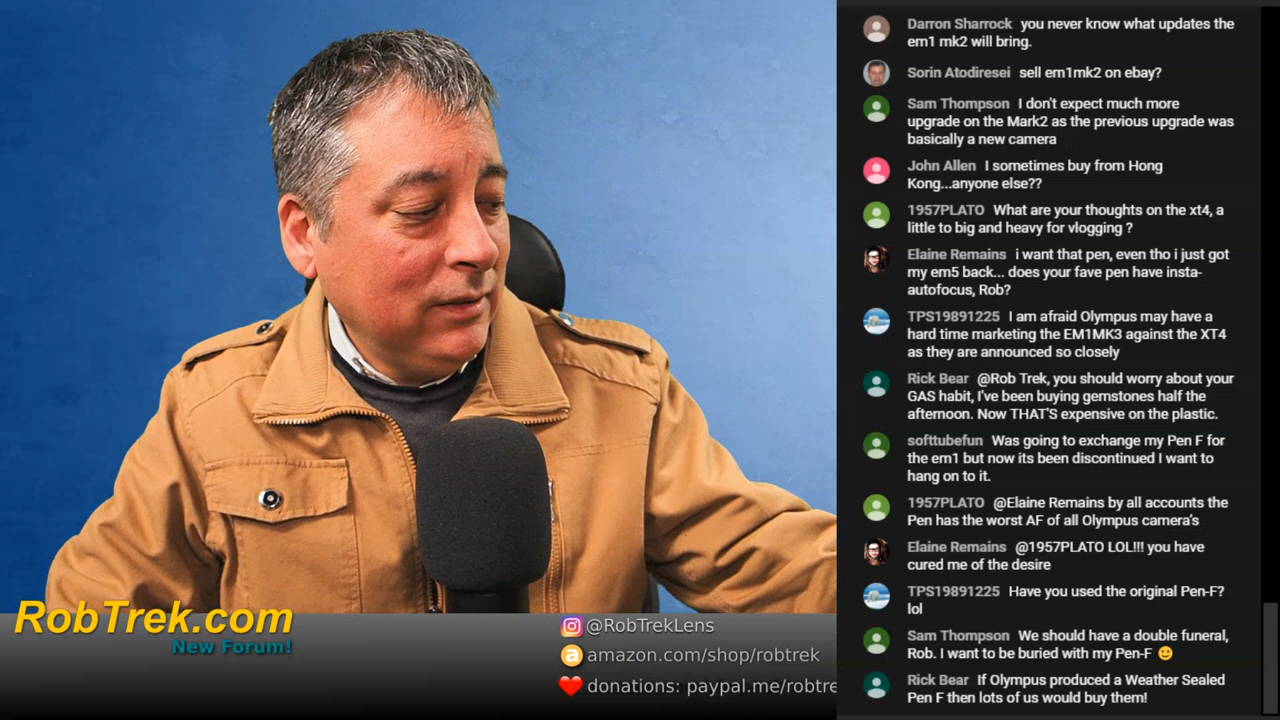 RobTrek.com
New Forum!
@RobTrekLens
amazon.com/shop/robtrek
donations: paypal.me/robtre
Darron Sharrock you never know what updates the
em1 mk2 will bring.
Sorin Atodiresei sell em1mk2 on ebay?
Sam Thompson I don't expect much more
upgrade on the Mark2 as the previous upgrade was
basically a new camera
John Allen I sometimes buy from Hong
Kong...anyone else??
1957PLATO What are your thoughts on the xt4, a
little to big and heavy for vlogging ?
Elaine Remains i want that pen, even tho i just got
my em5 back... does your fave pen have insta-
autofocus, Rob?
TPS19891225 I am afraid Olympus may have a
hard time marketing the EM1MK3 against the XT4
as they are announced so closely
Rick Bear @Rob Trek, you should worry about your
GAS habit, I've been buying gemstones half the
afternoon. Now THAT'S expensive on the plastic.
softtubefun Was going to exchange my Pen F for
the em1 but now its been discontinued I want to
hang on to it.
1957PLATO @Elaine Remains by all accounts the
Pen has the worst AF of all Olympus camera's
Elaine Remains @1957PLATO LOL!!! you have
cured me of the desire
TPS19891225 Have you used the original Pen-F?
lol
Sam Thompson We should have a double funeral,
Rob. I want to be buried with my Pen-F 🙂
Rick Bear If Olympus produced a Weather Sealed
Pen F then lots of us would buy them!